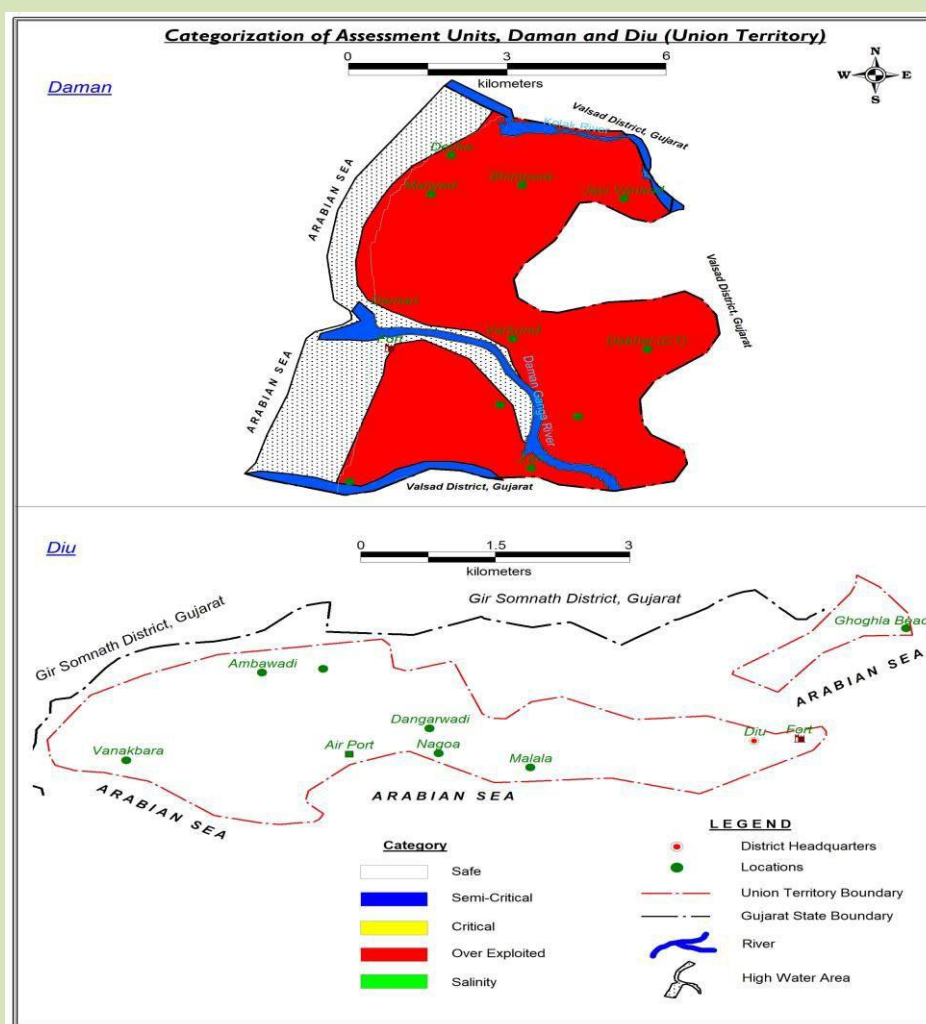 Categorization of Assessment Units, Daman and Diu (Union Territory)
0 3 6
kilometers
N
W E
S
Daman
Valsad District, Gujarat
Kolak River
ARABIAN SEA
Marwad
Bhimpore
Valsad District, Gujarat
Daman
Fort
Varkund
Dabhel (CT)
ARABIAN SEA
Daman Ganga River
Valsad District, Gujarat
Diu
0 1.5 3
kilometers
Gir Somnath District, Gujarat
Gir Somnath District, Gujarat
Ghoghla Beac
ARABIAN SEA
Ambawadi
Dangarwadi
Diu Fort
Vanakbara
Air Port
Nagoa
Malala
ARABIAN SEA
ARABIAN SEA
Category
Safe
Semi-Critical
Critical
Over Exploited
Salinity
LEGEND
District Headquarters
Locations
Union Territory Boundary
Gujarat State Boundary
River
High Water Area